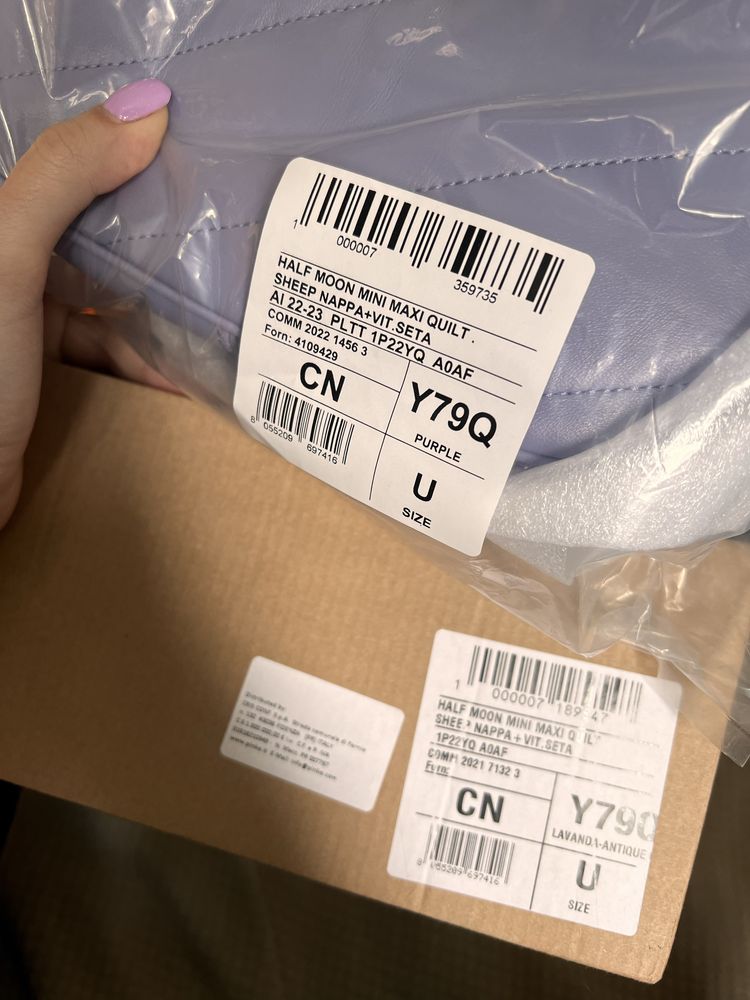 1
000007
359735
HALF MOON MINI MAXI QUILT .
SHEEP NAPPA+VIT.SETA
AI 22-23 PLTT 1P22YQ A0AF
COMM 2022 1456 3
Forn: 4109429
CN
Y79Q
PURPLE
8 055209 697416
U
SIZE
Distributed by:
1
000007 189
HALF MOON MINI MAXI QUIL
SHEEP NAPPA+VIT.SETA
1P22YQ A0AF
COMM 2021 7132 3
Forn:
CN
Y79Q
LAVANDA-ANTIQUE
8 055209 697416
U
SIZE